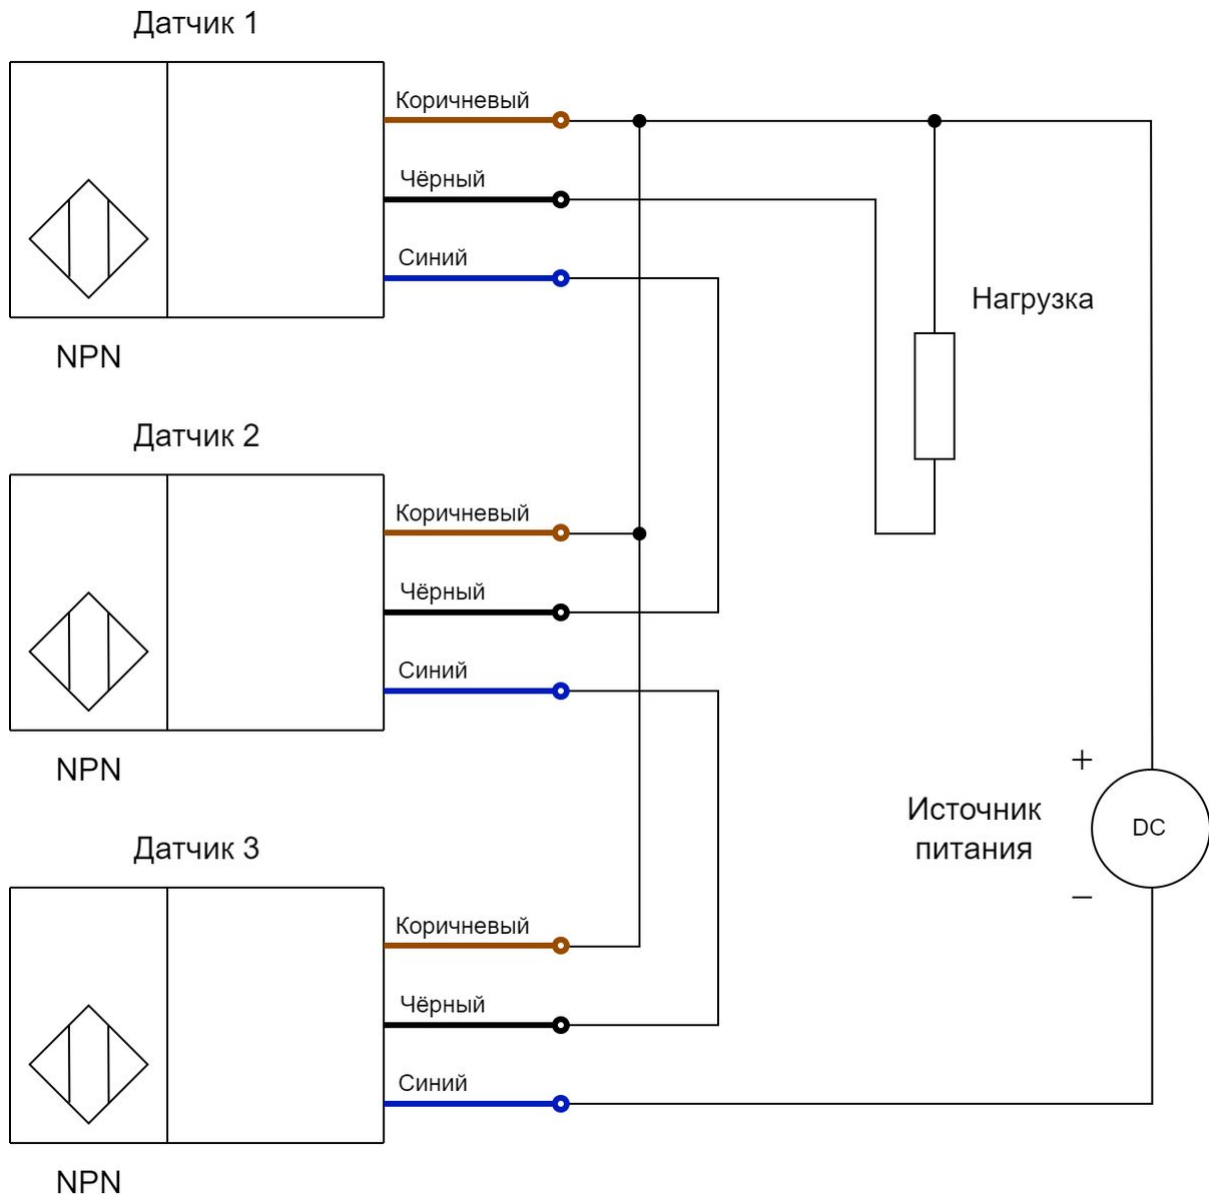 Датчик 1
Коричневый
Чёрный
Синий
NPN
Нагрузка
Датчик 2
Коричневый
Чёрный
Синий
NPN
Датчик 3
Коричневый
Чёрный
Синий
NPN
+
Источник
питания
DC
–